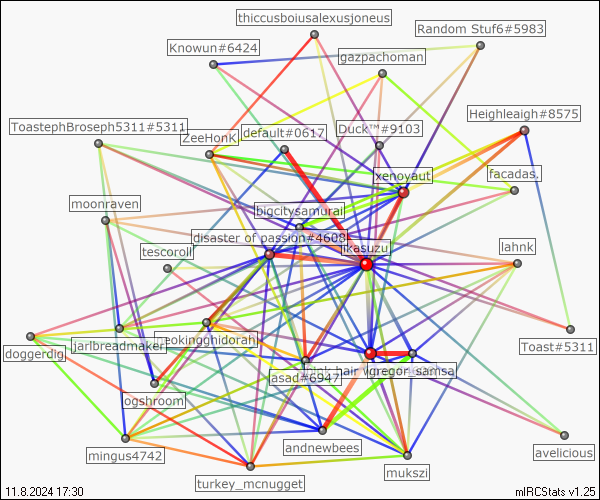 thiccusboiusalexusjoneus
Random Stuf6#5983
Knowun#6424
gazpachoman
Heighleaigh#8575
ToastephBroseph5311#5311
Duck™#9103
default#0617
ZeeHonK
xenoyaut
facadas.
moonraven
bigcitysamurai
disaster of passion#4608
likasuzu
lahnk
tescoroll
Toast#5311
doggerdig
jarlbreadmaker
eokingghidorah
asad#6947
pink hair
gregor_samsa
ogshroom
mingus4742
andnewbees
avelicious
turkey_mcnugget
mukszi
11.8.2024 17:30
mIRCStats v1.25